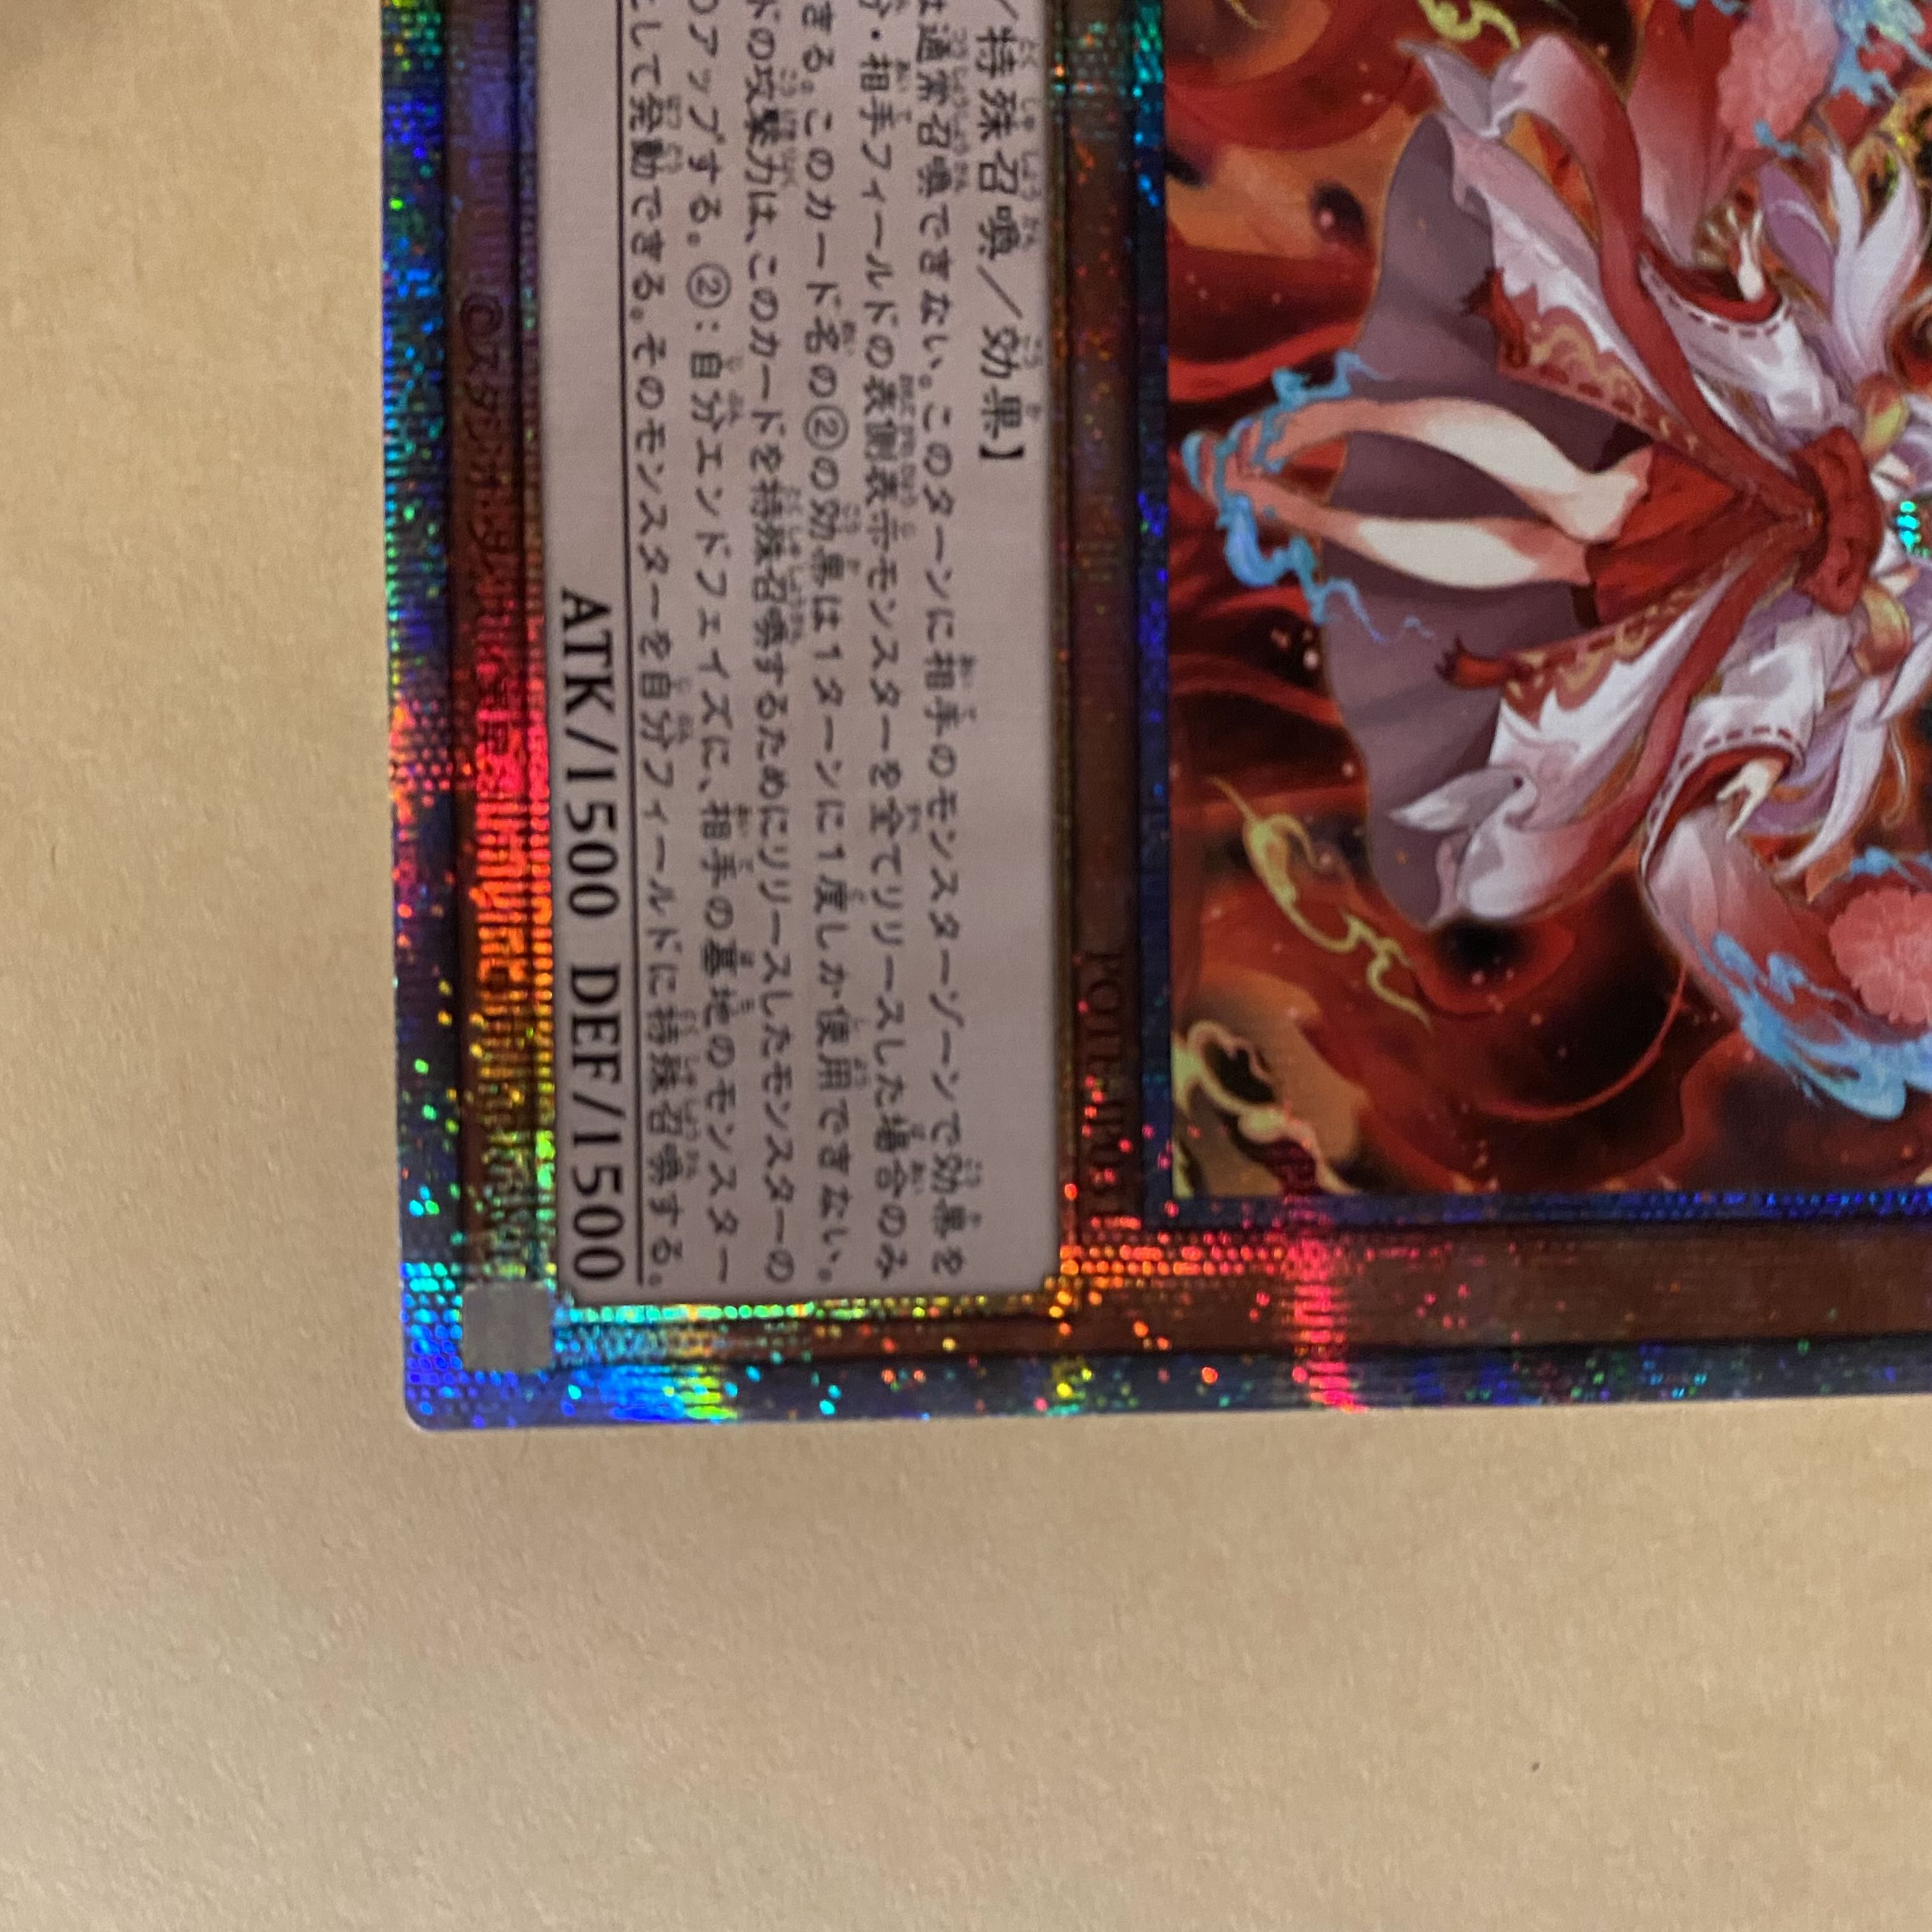 ／特殊召喚／効果】
は通常召喚できない。このターンに相手のモンスターゾーンで効果を
分・相手フィールドの表側表示モンスターを全てリリースした場合のみ
きる。このカード名の②の効果は１ターンに１度しか使用できない。
ドの攻撃力は、このカードを特殊召喚するためにリリースしたモンスターの
アップする。②：自分エンドフェイズに、相手の墓地のモンスター
として発動できる。そのモンスターを自分フィールドに特殊召喚する。
ATK/1500 DEF/1500